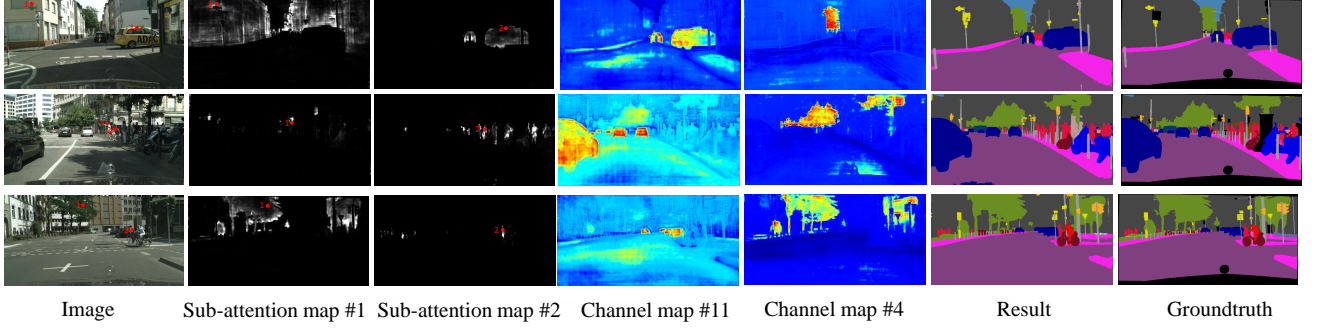 Image
Sub-attention map #1
Sub-attention map #2
Channel map #11
Channel map #4
Result
Groundtruth